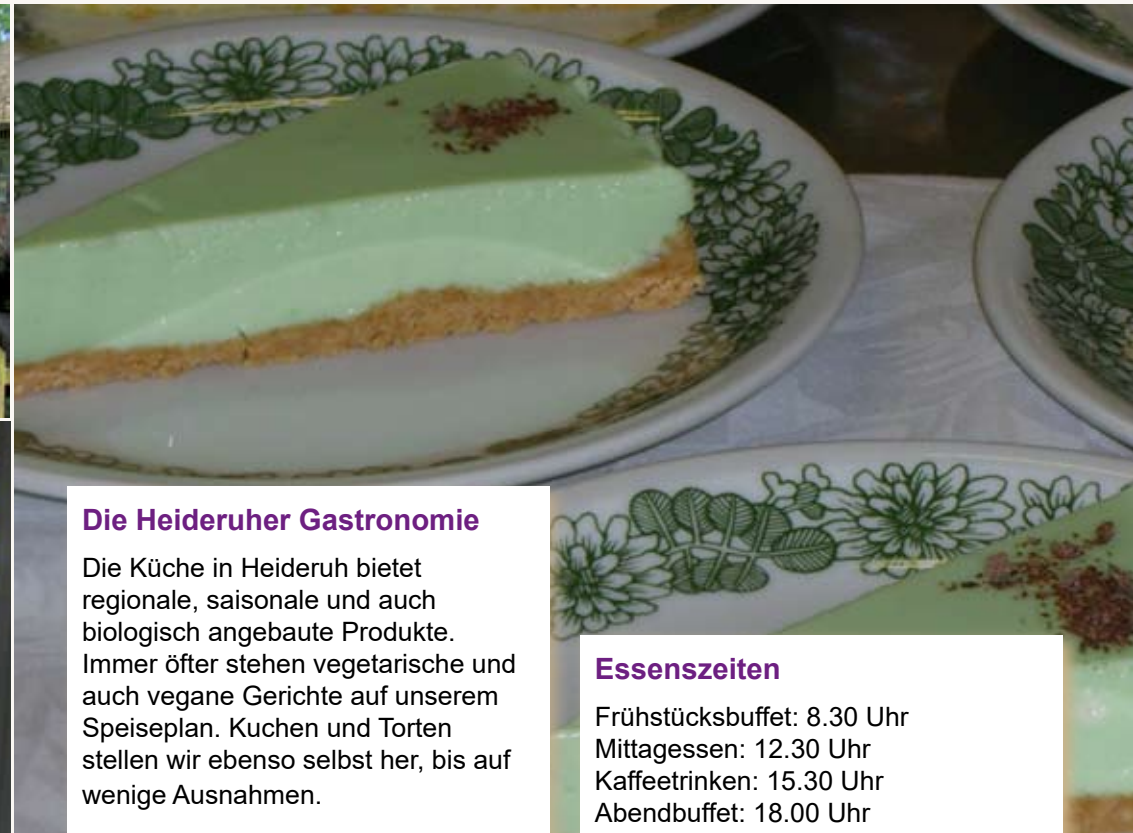 Die Heideruher Gastronomie
Die Küche in Heideruh bietet
regionale, saisonale und auch
biologisch angebaute Produkte.
Immer öfter stehen vegetarische und
auch vegane Gerichte auf unserem
Speiseplan. Kuchen und Torten
stellen wir ebenso selbst her, bis auf
wenige Ausnahmen.
Essenszeiten
Frühstücksbuffet: 8.30 Uhr
Mittagessen: 12.30 Uhr
Kaffeetrinken: 15.30 Uhr
Abendbuffet: 18.00 Uhr